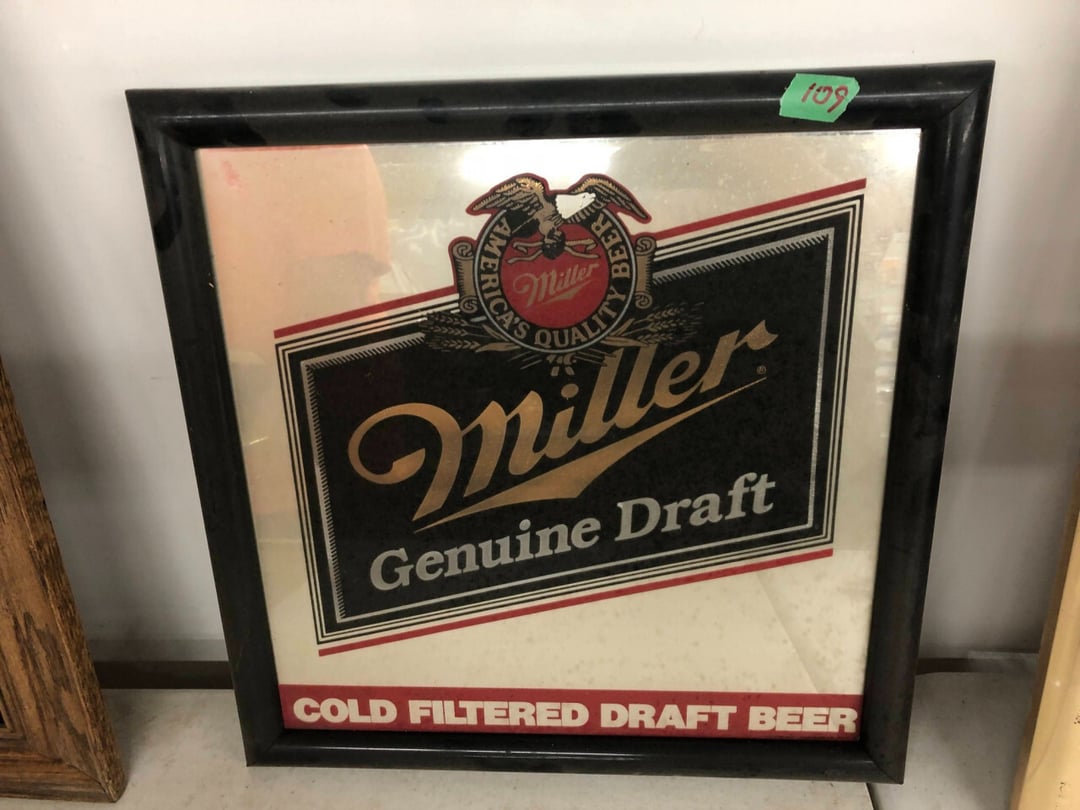 109
AMERICA'S QUALITY BEER
Miller
Miller®
Genuine Draft
COLD FILTERED DRAFT BEER